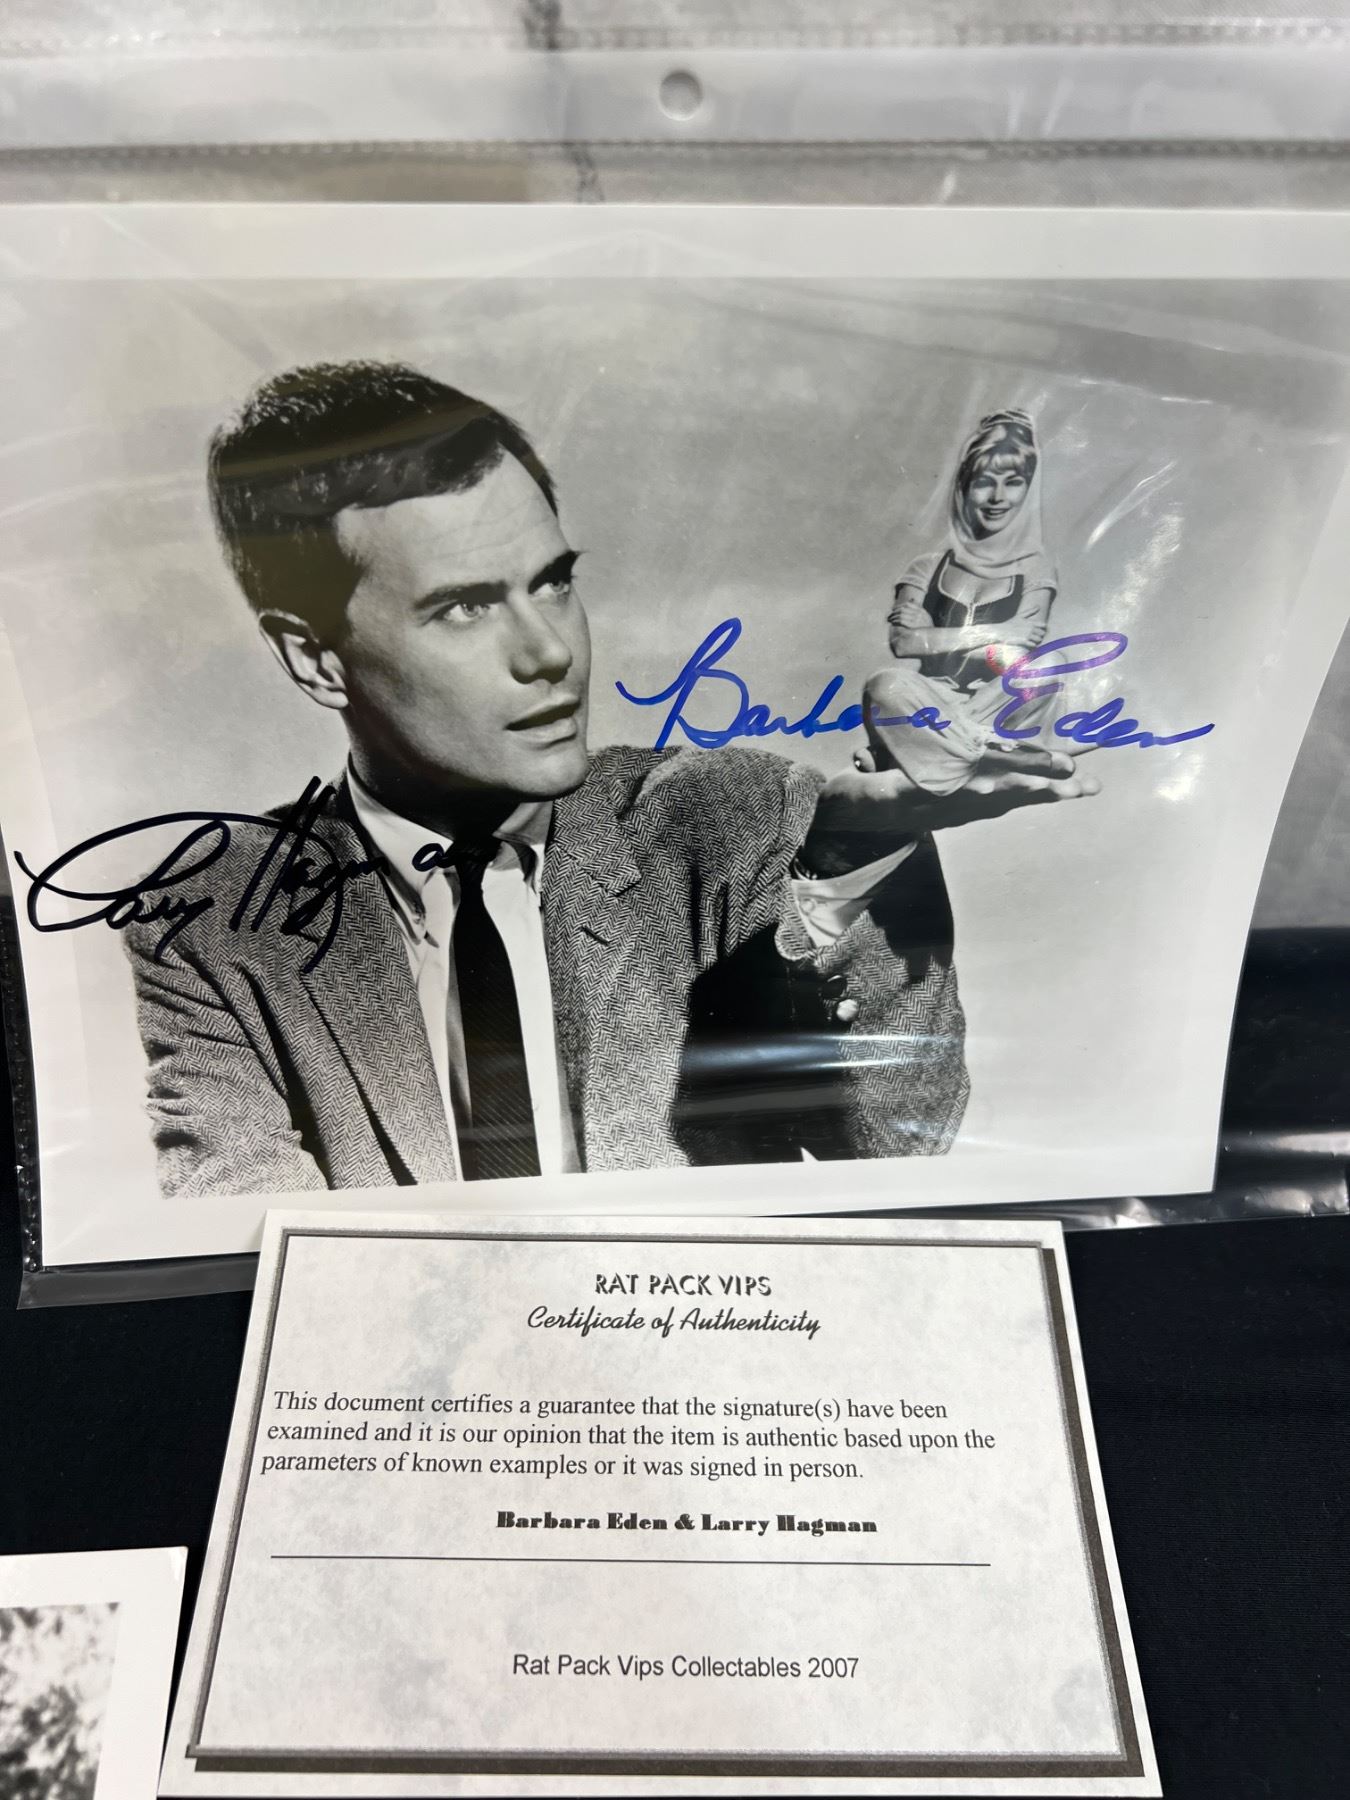 Barbara Eden
Larry Hagman
RAT PACK VIPS
Certificate of Authenticity
This document certifies a guarantee that the signature(s) have been
examined and it is our opinion that the item is authentic based upon the
parameters of known examples or it was signed in person.
Barbara Eden & Larry Hagman
Rat Pack Vips Collectables 2007